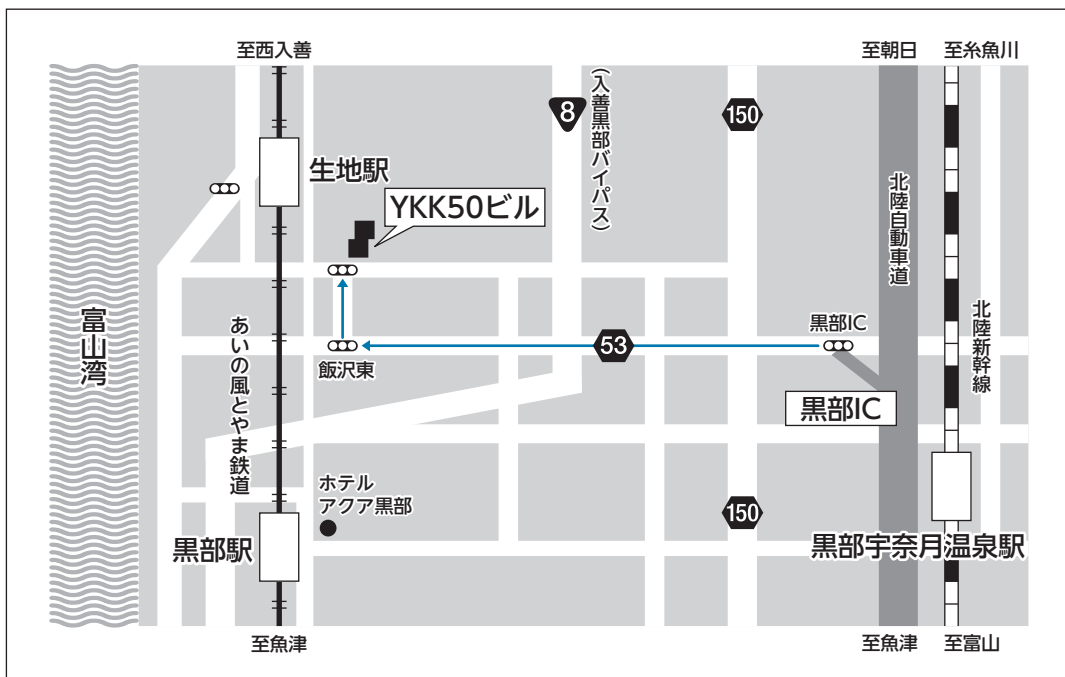 至西入善
至朝日
至糸魚川
8
(入善黒部バイパス)
150
生地駅
YKK50ビル
北陸自動車道
富山湾
あいの風とやま鉄道
飯沢東
53
黒部IC
北陸新幹線
黒部IC
ホテル
アクア黒部
150
黒部駅
黒部宇奈月温泉駅
至魚津
至魚津
至富山